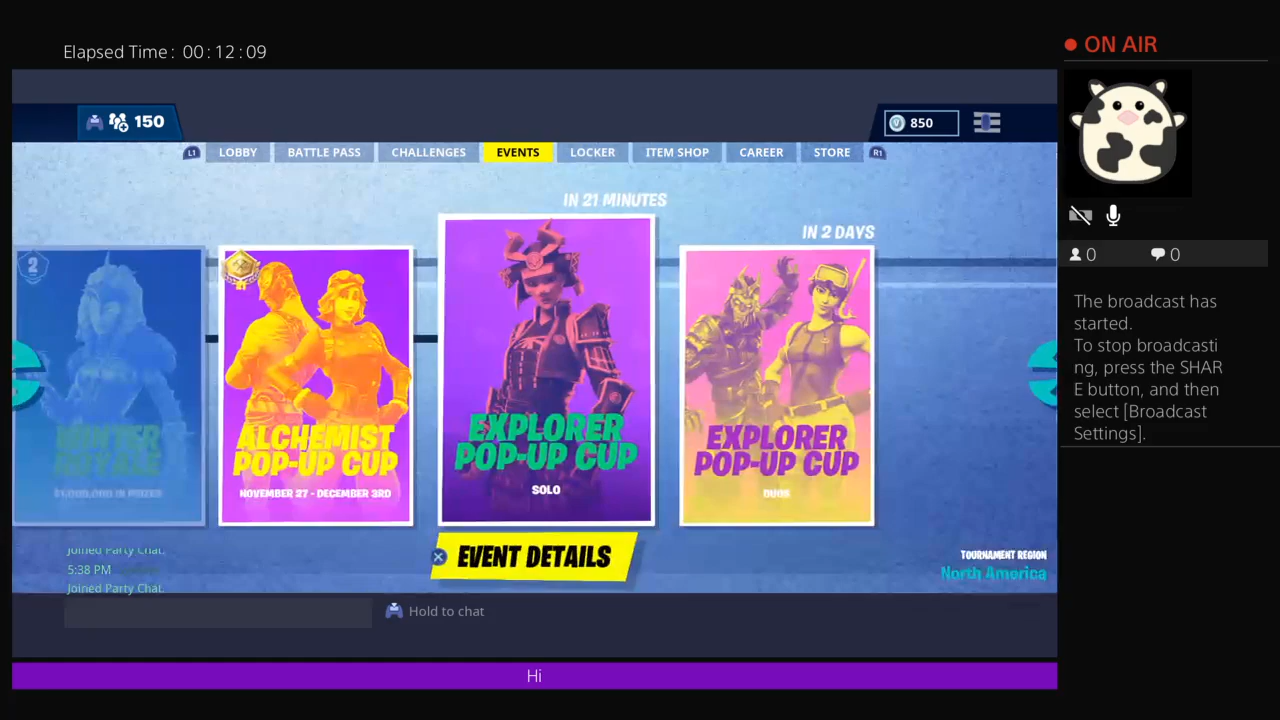 Elapsed Time: 00:12:09
ON AIR
150
850
L1 LOBBY BATTLE PASS CHALLENGES EVENTS LOCKER ITEM SHOP CAREER STORE R1
IN 21 MINUTES
IN 2 DAYS
2
WINTER
ROYALE
ALCHEMIST
POP-UP CUP
NOVEMBER 27 - DECEMBER 3RD
EXPLORER
POP-UP CUP
SOLO
EXPLORER
POP-UP CUP
DUOS
EVENT DETAILS
TOURNAMENT REGION
North America
Joined Party Chat.
5:38 PM
Joined Party Chat.
Hold to chat
Hi
0 0
The broadcast has
started.
To stop broadcasti
ng, press the SHAR
E button, and then
select [Broadcast
Settings].